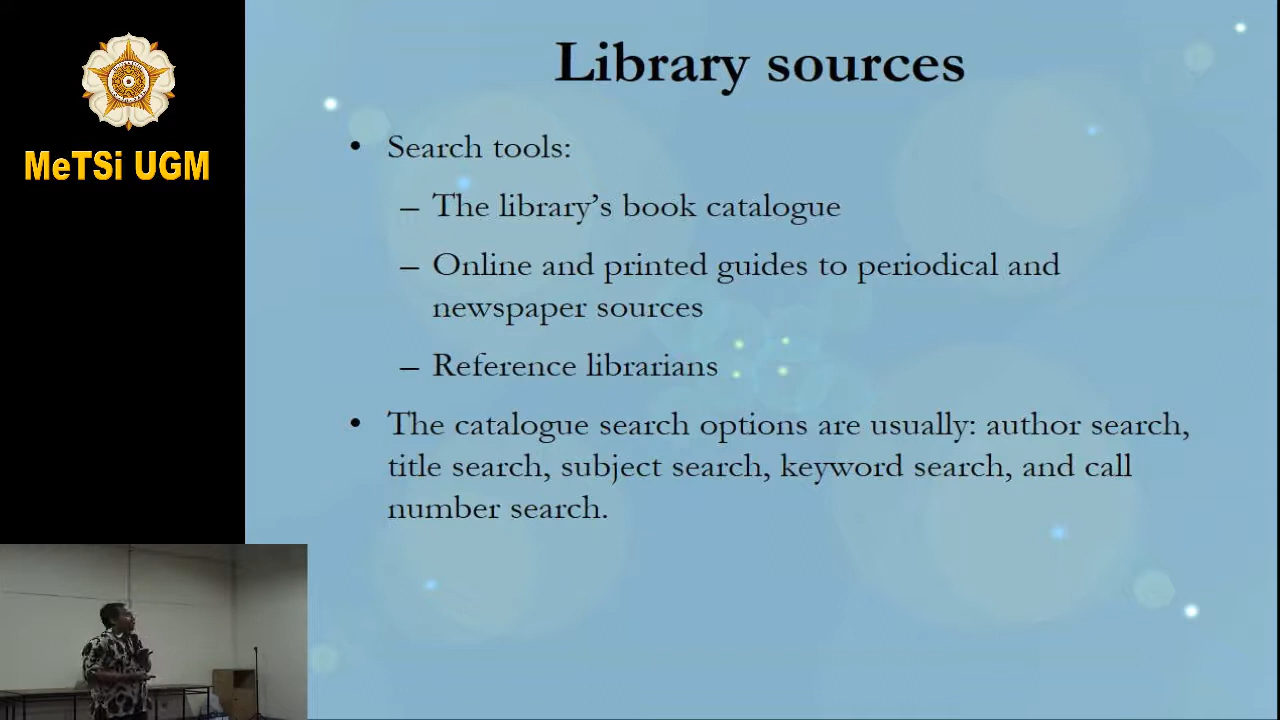 MeTSi UGM
Library sources
• Search tools:
– The library’s book catalogue
– Online and printed guides to periodical and
newspaper sources
– Reference librarians
• The catalogue search options are usually: author search,
title search, subject search, keyword search, and call
number search.